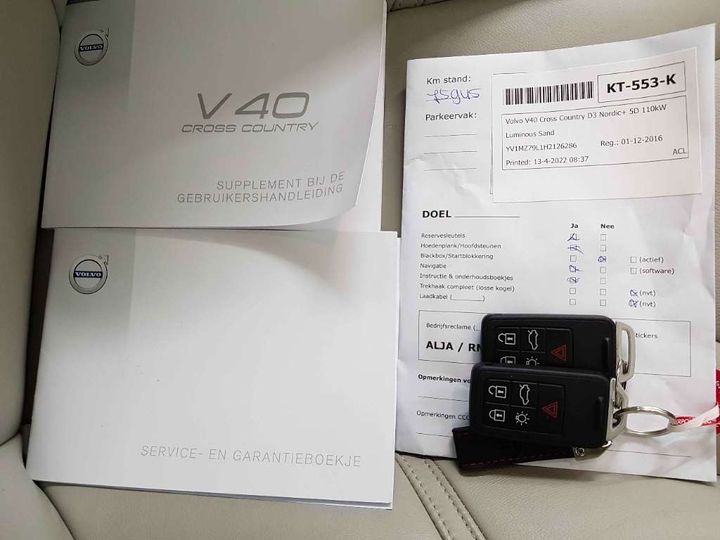 VOLVO
V40
CROSS COUNTRY
SUPPLEMENT BIJ DE
GEBRUIKERSHANDLEIDING
VOLVO
SERVICE- EN GARANTIEBOEKJE
Km stand:
Parkeervak:
KT-553-K
Volvo V40 Cross Country D3 Nordic+ 5D 110kW
Luminous Sand
YV1MZ79L1H2126286 Reg.: 01-12-2016
Printed: 13-4-2022 08:37 ACL
DOEL
Ja Nee
Reservesleutels
Hoedenplank/Hoofdsteunen
Blackbox/Startblokkering (actief)
Navigatie (software)
Instructie & onderhoudsboekjes
Trekhaak compleet (losse kogel) (nvt)
Laadkabel (________) (nvt)
Bedrijfsreclame (
stickers
ALJA / RM
Opmerkingen
Opmerkingen